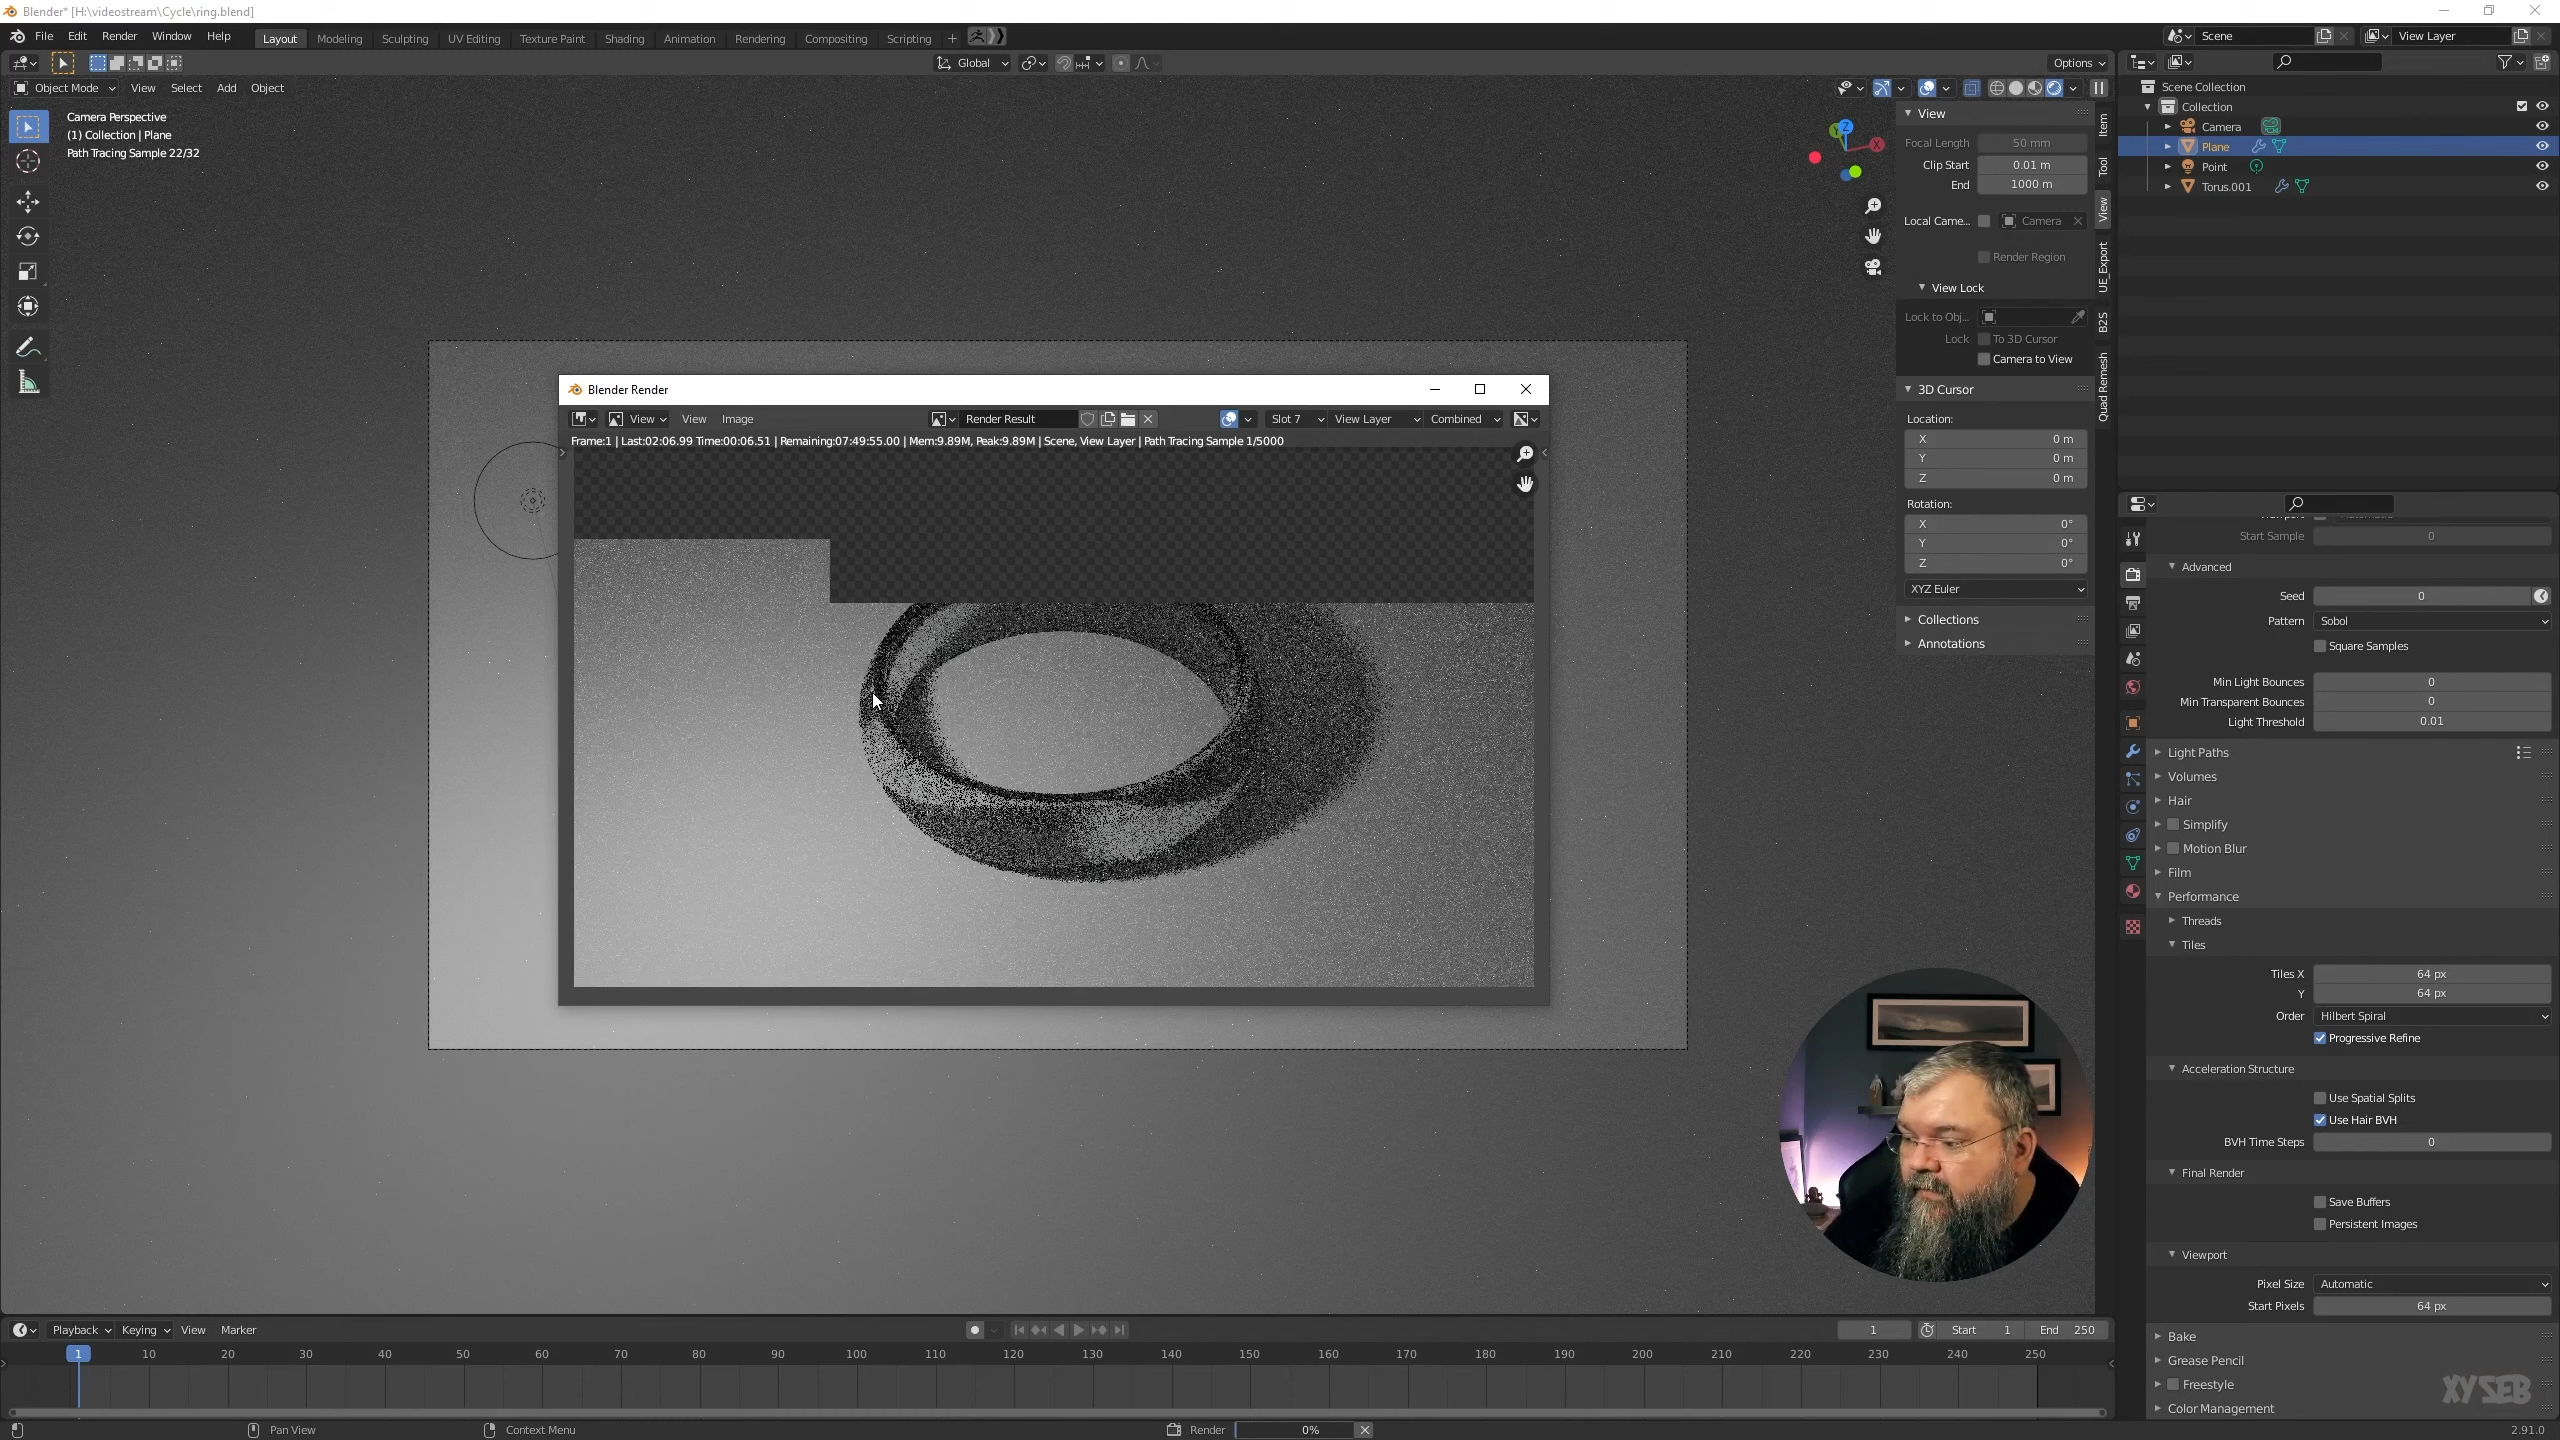 Blender* [H:\videostream\Cycle\ring.blend]
File Edit Render Window Help Layout Modeling Sculpting UV Editing Texture Paint Shading Animation Rendering Compositing Scripting + Scene View Layer
Global Options
Object Mode View Select Add Object
Camera Perspective
(1) Collection | Plane
Path Tracing Sample 22/32
View
Focal Length 50 mm
Clip Start 0.01 m
End 1000 m
Local Came... Camera
Render Region
View Lock
Lock to Obj...
Lock To 3D Cursor
Camera to View
3D Cursor
Location:
X 0 m
Y 0 m
Z 0 m
Rotation:
X 0°
Y 0°
Z 0°
XYZ Euler
Collections
Annotations
Item
Tool
View
UE_Export
B2S
Quad Remesh
X
Y
Z
Scene Collection
Collection
Camera
Plane
Point
Torus.001
Blender Render
View View Image Render Result Slot 7 View Layer Combined
Frame:1 | Last:02:06.99 Time:00:06.51 | Remaining:07:49:55.00 | Mem:9.89M, Peak:9.89M | Scene, View Layer | Path Tracing Sample 1/5000
Start Sample 0
Advanced
Seed 0
Pattern Sobol
Square Samples
Min Light Bounces 0
Min Transparent Bounces 0
Light Threshold 0.01
Light Paths
Volumes
Hair
Simplify
Motion Blur
Film
Performance
Threads
Tiles
Tiles X 64 px
Y 64 px
Order Hilbert Spiral
Progressive Refine
Acceleration Structure
Use Spatial Splits
Use Hair BVH
BVH Time Steps 0
Final Render
Save Buffers
Persistent Images
Viewport
Pixel Size Automatic
Start Pixels 64 px
Bake
Grease Pencil
Freestyle
Color Management
XYSEB
Playback Keying View Marker 1 Start 1 End 250
1 10 20 30 40 50 60 70 80 90 100 110 120 130 140 150 160 170 180 190 200 210 220 230 240 250
Pan View Context Menu Render 0% 2.91.0